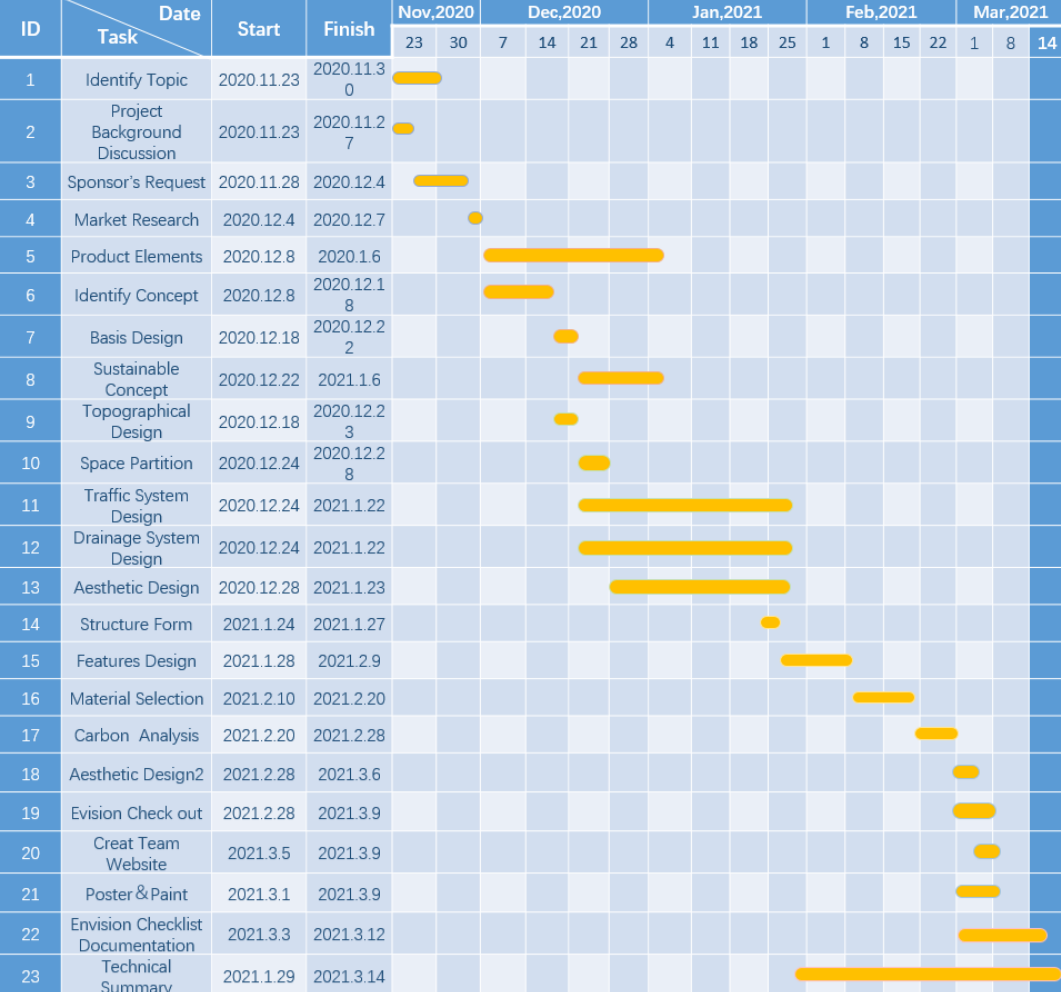 ID Date Task Start Finish Nov,2020 Dec,2020 Jan,2021 Feb,2021 Mar,2021
23 30 7 14 21 28 4 11 18 25 1 8 15 22 1 8 14
1 Identify Topic 2020.11.23 2020.11.3
0
2 Project
Background
Discussion 2020.11.23 2020.11.2
7
3 Sponsor's Request 2020.11.28 2020.12.4
4 Market Research 2020.12.4 2020.12.7
5 Product Elements 2020.12.8 2020.1.6
6 Identify Concept 2020.12.8 2020.12.1
8
7 Basis Design 2020.12.18 2020.12.2
2
8 Sustainable
Concept 2020.12.22 2021.1.6
9 Topographical
Design 2020.12.18 2020.12.2
3
10 Space Partition 2020.12.24 2020.12.2
8
11 Traffic System
Design 2020.12.24 2021.1.22
12 Drainage System
Design 2020.12.24 2021.1.22
13 Aesthetic Design 2020.12.28 2021.1.23
14 Structure Form 2021.1.24 2021.1.27
15 Features Design 2021.1.28 2021.2.9
16 Material Selection 2021.2.10 2021.2.20
17 Carbon Analysis 2021.2.20 2021.2.28
18 Aesthetic Design2 2021.2.28 2021.3.6
19 Evision Check out 2021.2.28 2021.3.9
20 Creat Team
Website 2021.3.5 2021.3.9
21 Poster＆Paint 2021.3.1 2021.3.9
22 Envision Checklist
Documentation 2021.3.3 2021.3.12
23 Technical
Summary 2021.1.29 2021.3.14